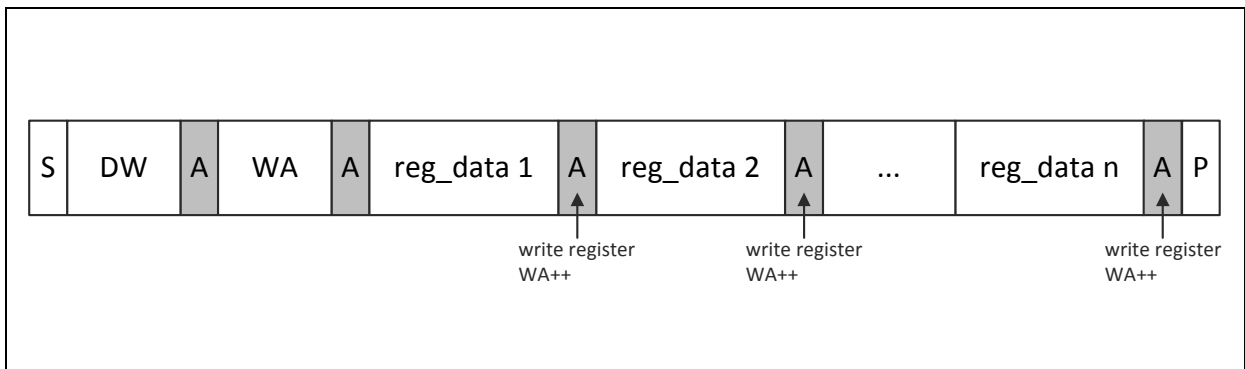 S DW A WA A reg_data 1 A reg_data 2 A ... reg_data n A P
write register write register write register
WA++ WA++ WA++